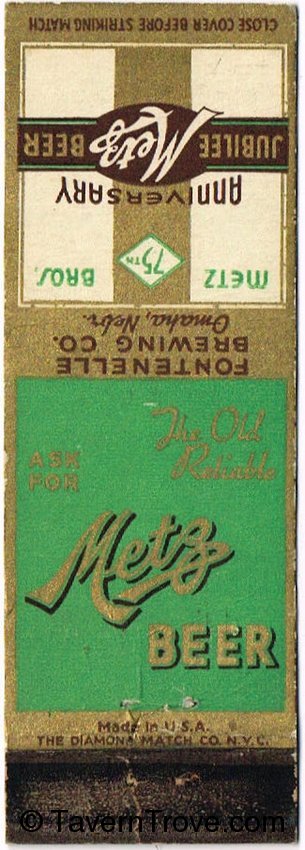 CLOSE COVER BEFORE STRIKING MATCH
JUBILEE Metz BEER
ANNIVERSARY
METZ 75TH BROS.
FONTENELLE
BREWING CO.
Omaha, Nebr.
The Old
Reliable
ASK
FOR
Metz
BEER
Made in U.S.A.
THE DIAMOND MATCH CO. N.Y.C.
© TavernTrove.com